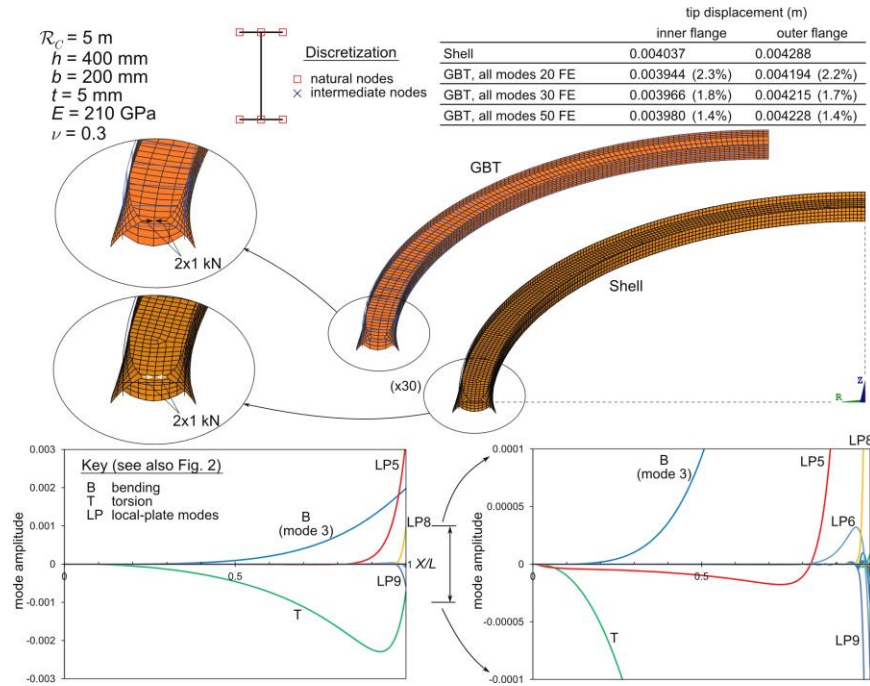 ℛ_C = 5 m
h = 400 mm
b = 200 mm
t = 5 mm
E = 210 GPa
ν = 0.3
Discretization
natural nodes
intermediate nodes
tip displacement (m)
inner flange outer flange
Shell 0.004037 0.004288
GBT, all modes 20 FE 0.003944 (2.3%) 0.004194 (2.2%)
GBT, all modes 30 FE 0.003966 (1.8%) 0.004215 (1.7%)
GBT, all modes 50 FE 0.003980 (1.4%) 0.004228 (1.4%)
GBT
2x1 kN
Shell
(x30)
2x1 kN
Z
R
Key (see also Fig. 2)
B bending
T torsion
LP local-plate modes
mode amplitude
0.003
0.002
0.001
0
-0.001
-0.002
-0.003
0
0.5
1
X/L
B
(mode 3)
LP5
LP8
LP9
T
mode amplitude
0.0001
0.00005
0
-0.00005
-0.0001
0
0.5
B
(mode 3)
LP5
LP8
LP6
LP9
T